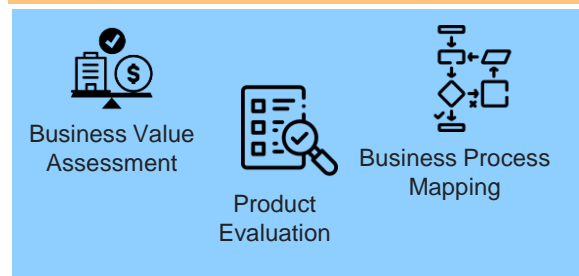 $
Business Value
Assessment
Product
Evaluation
Business Process
Mapping